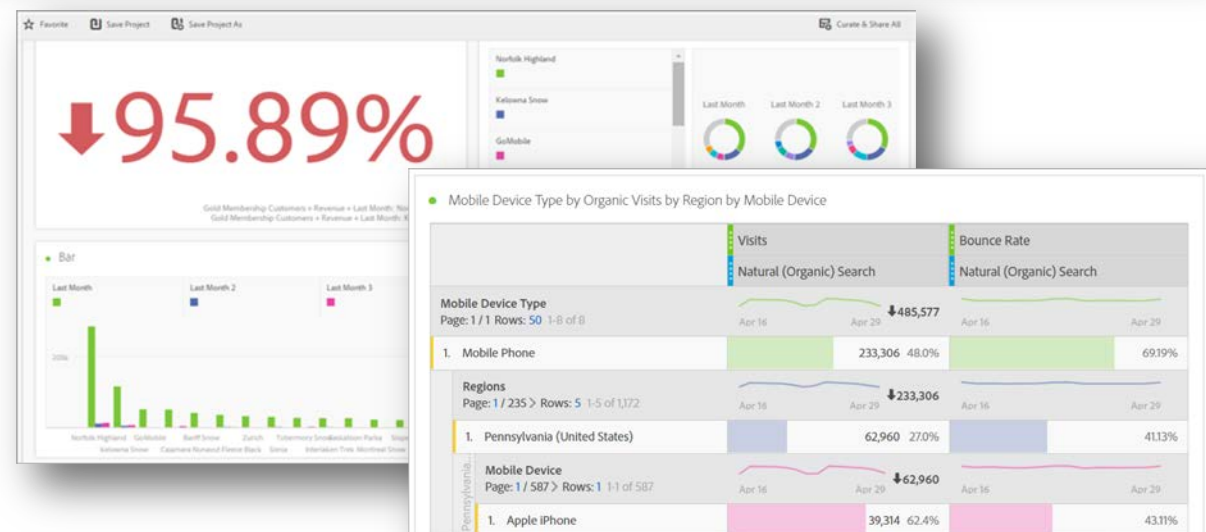 Favorite Save Project Save Project As Curate & Share All
↓95.89%
Gold Membership Customers + Revenue + Last Month:
Gold Membership Customers + Revenue + Last Month:
Norfolk Highland
Kelowna Snow
GoMobile
Last Month Last Month 2 Last Month 3
Bar
Last Month Last Month 2 Last Month 3
200k
Norfolk Highland GoMobile Banff Snow Zurich
Kelowna Snow Sonia
Mobile Device Type by Organic Visits by Region by Mobile Device
Visits Bounce Rate
Natural (Organic) Search Natural (Organic) Search
Mobile Device Type
Page: 1 / 1 Rows: 50 1-8 of 8
Apr 16 Apr 29 ↓485,577 Apr 16 Apr 29
1. Mobile Phone 233,306 48.0% 69.19%
Regions
Page: 1 / 235 > Rows: 5 1-5 of 1,172
Apr 16 Apr 29 ↓233,306 Apr 16 Apr 29
1. Pennsylvania (United States) 62,960 27.0% 41.13%
Pennsylvania...
Mobile Device
Page: 1 / 587 > Rows: 1 1-1 of 587
Apr 16 Apr 29 ↓62,960 Apr 16 Apr 29
1. Apple iPhone 39,314 62.4% 43.11%